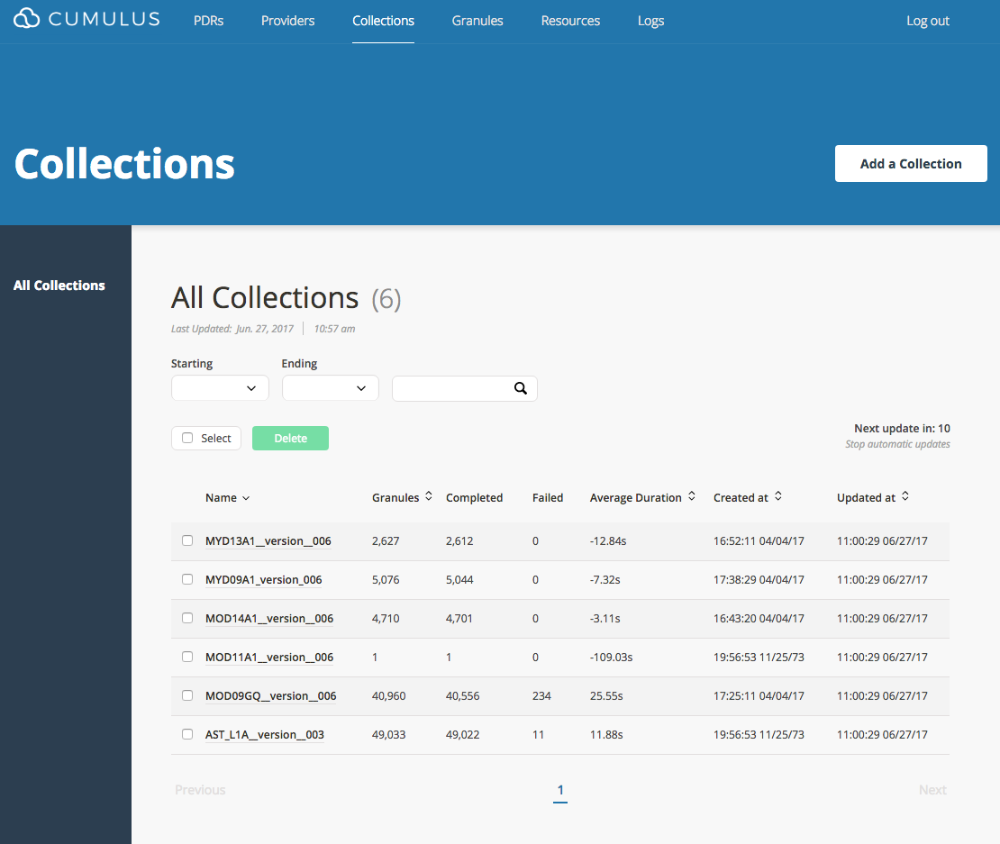 CUMULUS PDRs Providers Collections Granules Resources Logs Log out
Collections
Add a Collection
All Collections
All Collections (6)
Last Updated: Jun. 27, 2017 10:57 am
Starting Ending
Select Delete
Next update in: 10
Stop automatic updates
Name Granules Completed Failed Average Duration Created at Updated at
MYD13A1__version__006 2,627 2,612 0 -12.84s 16:52:11 04/04/17 11:00:29 06/27/17
MYD09A1_version_006 5,076 5,044 0 -7.32s 17:38:29 04/04/17 11:00:29 06/27/17
MOD14A1__version__006 4,710 4,701 0 -3.11s 16:43:20 04/04/17 11:00:29 06/27/17
MOD11A1__version__006 1 1 0 -109.03s 19:56:53 11/25/73 11:00:29 06/27/17
MOD09GQ__version__006 40,960 40,556 234 25.55s 17:25:11 04/04/17 11:00:29 06/27/17
AST_L1A__version__003 49,033 49,022 11 11.88s 19:56:53 11/25/73 11:00:29 06/27/17
Previous 1 Next